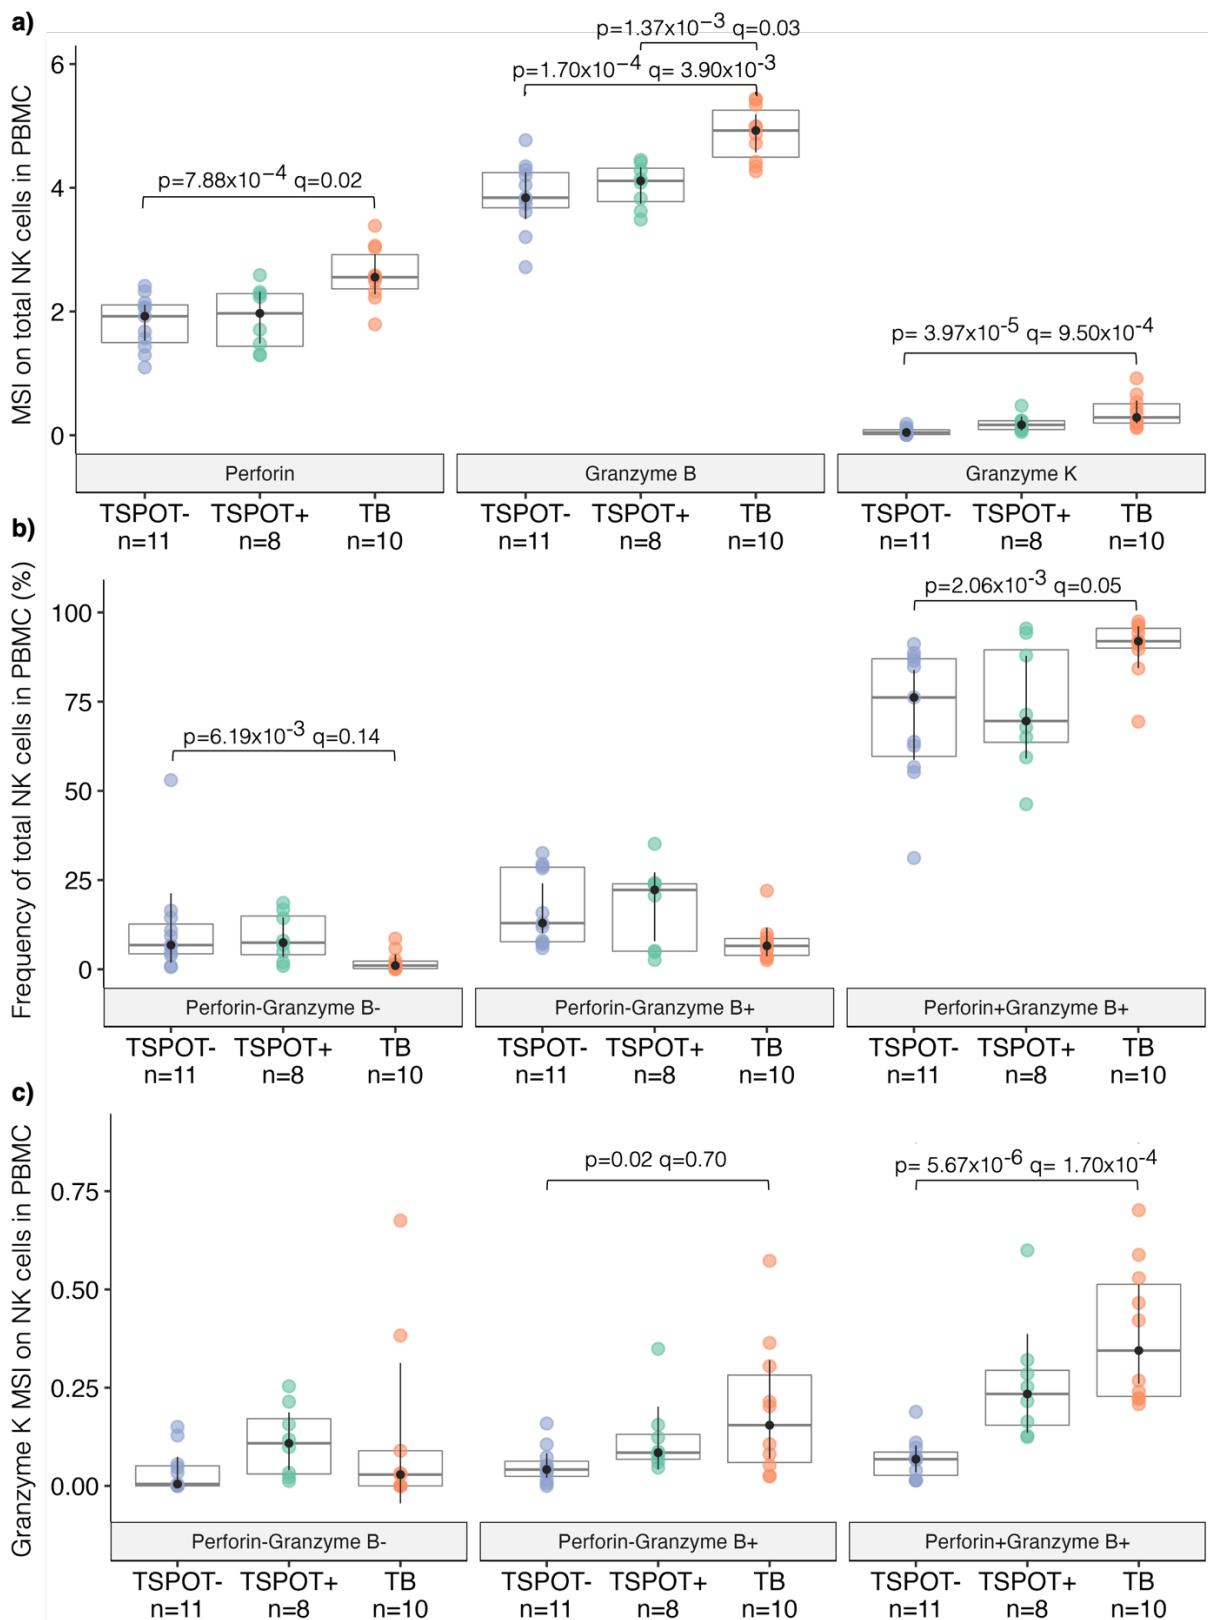 a)
MSI on total NK cells in PBMC
p=1.37x10⁻³ q=0.03
p=1.70x10⁻⁴ q= 3.90x10⁻³
p=7.88x10⁻⁴ q=0.02
p= 3.97x10⁻⁵ q= 9.50x10⁻⁴
6
4
2
0
Perforin Granzyme B Granzyme K
TSPOT- TSPOT+ TB TSPOT- TSPOT+ TB TSPOT- TSPOT+ TB
n=11 n=8 n=10 n=11 n=8 n=10 n=11 n=8 n=10
b)
Frequency of total NK cells in PBMC (%)
p=2.06x10⁻³ q=0.05
p=6.19x10⁻³ q=0.14
100
75
50
25
0
Perforin-Granzyme B- Perforin-Granzyme B+ Perforin+Granzyme B+
TSPOT- TSPOT+ TB TSPOT- TSPOT+ TB TSPOT- TSPOT+ TB
n=11 n=8 n=10 n=11 n=8 n=10 n=11 n=8 n=10
c)
Granzyme K MSI on NK cells in PBMC
p=0.02 q=0.70
p= 5.67x10⁻⁶ q= 1.70x10⁻⁴
0.75
0.50
0.25
0.00
Perforin-Granzyme B- Perforin-Granzyme B+ Perforin+Granzyme B+
TSPOT- TSPOT+ TB TSPOT- TSPOT+ TB TSPOT- TSPOT+ TB
n=11 n=8 n=10 n=11 n=8 n=10 n=11 n=8 n=10